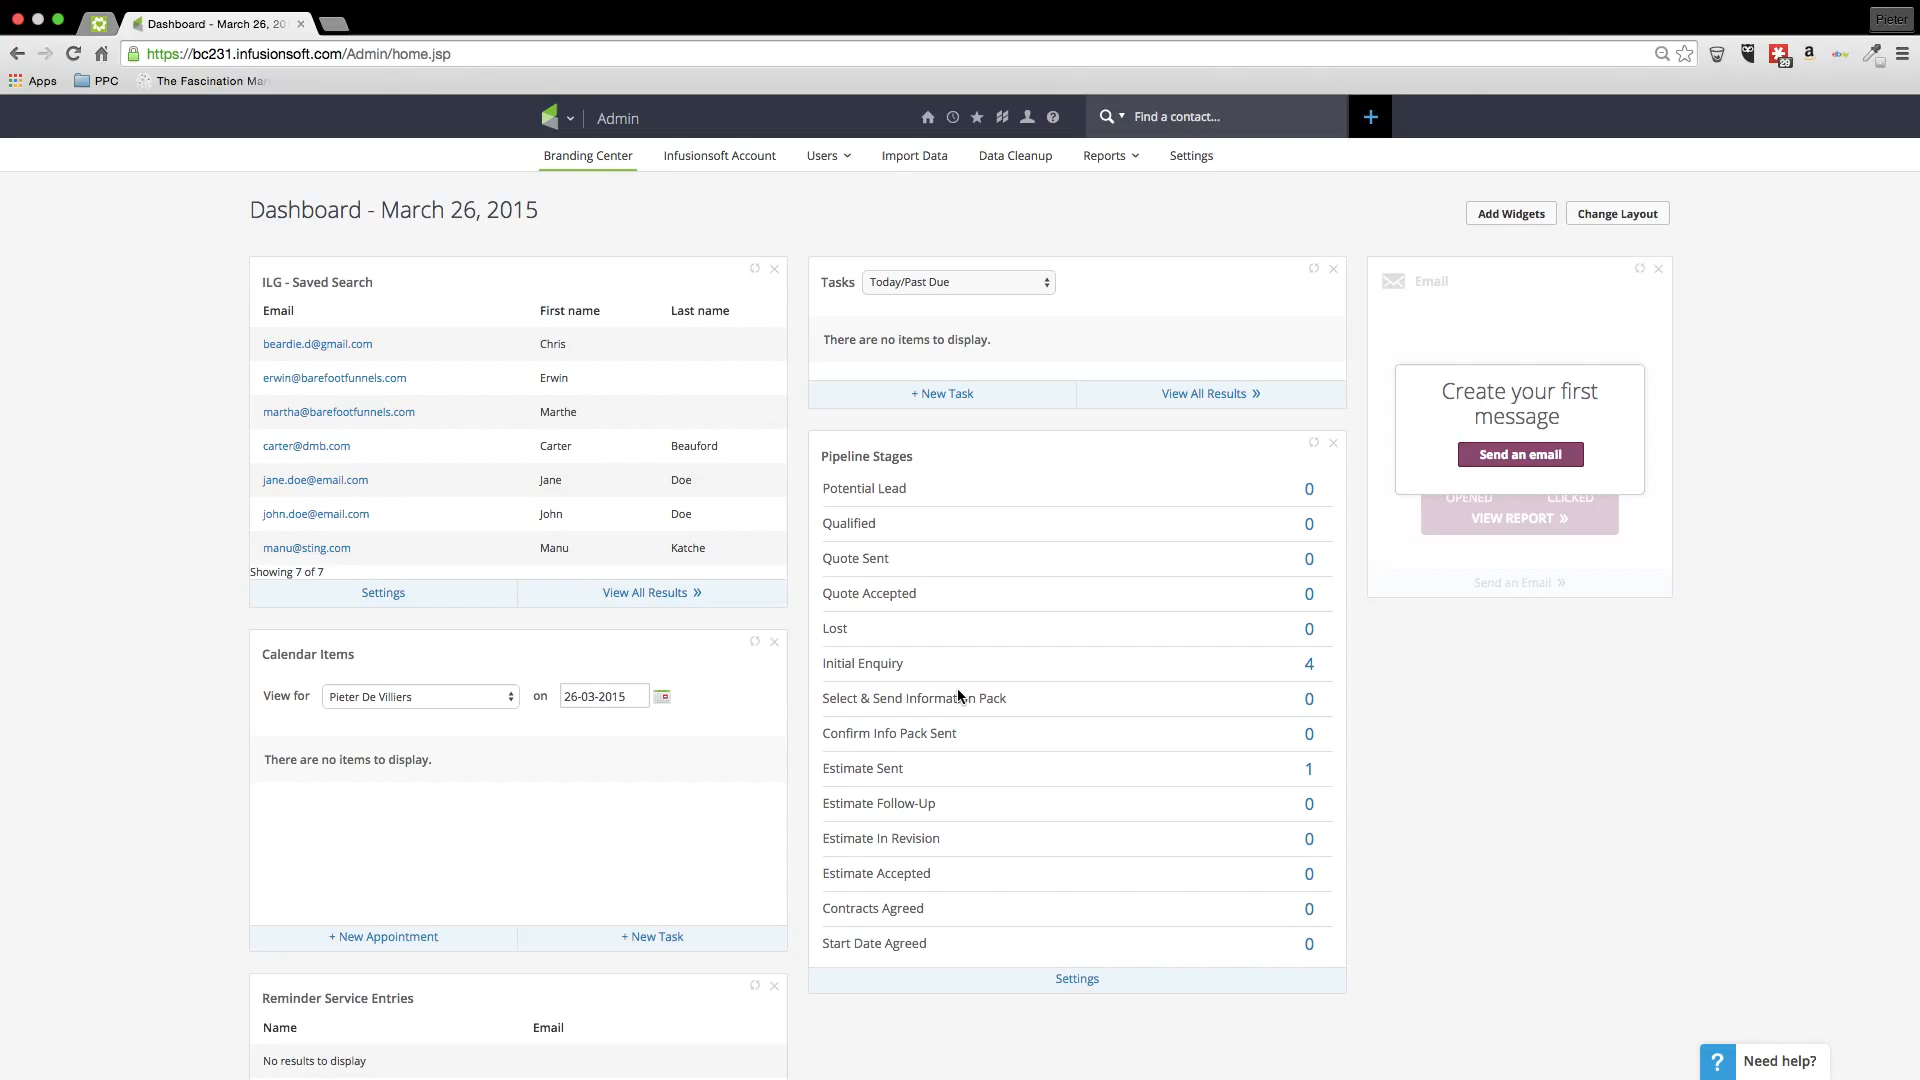 Dashboard - March 26, 20
Pieter
https://bc231.infusionsoft.com/Admin/home.jsp
29
Apps
PPC
The Fascination Mar
Admin
Find a contact...
Branding Center
Infusionsoft Account
Users
Import Data
Data Cleanup
Reports
Settings
Dashboard - March 26, 2015
Add Widgets
Change Layout
ILG - Saved Search
Email First name Last name
beardie.d@gmail.com Chris
erwin@barefootfunnels.com Erwin
martha@barefootfunnels.com Marthe
carter@dmb.com Carter Beauford
jane.doe@email.com Jane Doe
john.doe@email.com John Doe
manu@sting.com Manu Katche
Showing 7 of 7
Settings
View All Results »
Calendar Items
View for Pieter De Villiers on 26-03-2015
There are no items to display.
+ New Appointment
+ New Task
Reminder Service Entries
Name Email
No results to display
Tasks Today/Past Due
There are no items to display.
+ New Task
View All Results »
Pipeline Stages
Potential Lead 0
Qualified 0
Quote Sent 0
Quote Accepted 0
Lost 0
Initial Enquiry 4
Select & Send Information Pack 0
Confirm Info Pack Sent 0
Estimate Sent 1
Estimate Follow-Up 0
Estimate In Revision 0
Estimate Accepted 0
Contracts Agreed 0
Start Date Agreed 0
Settings
Email
Create your first
message
Send an email
OPENED CLICKED
VIEW REPORT »
Send an Email »
? Need help?